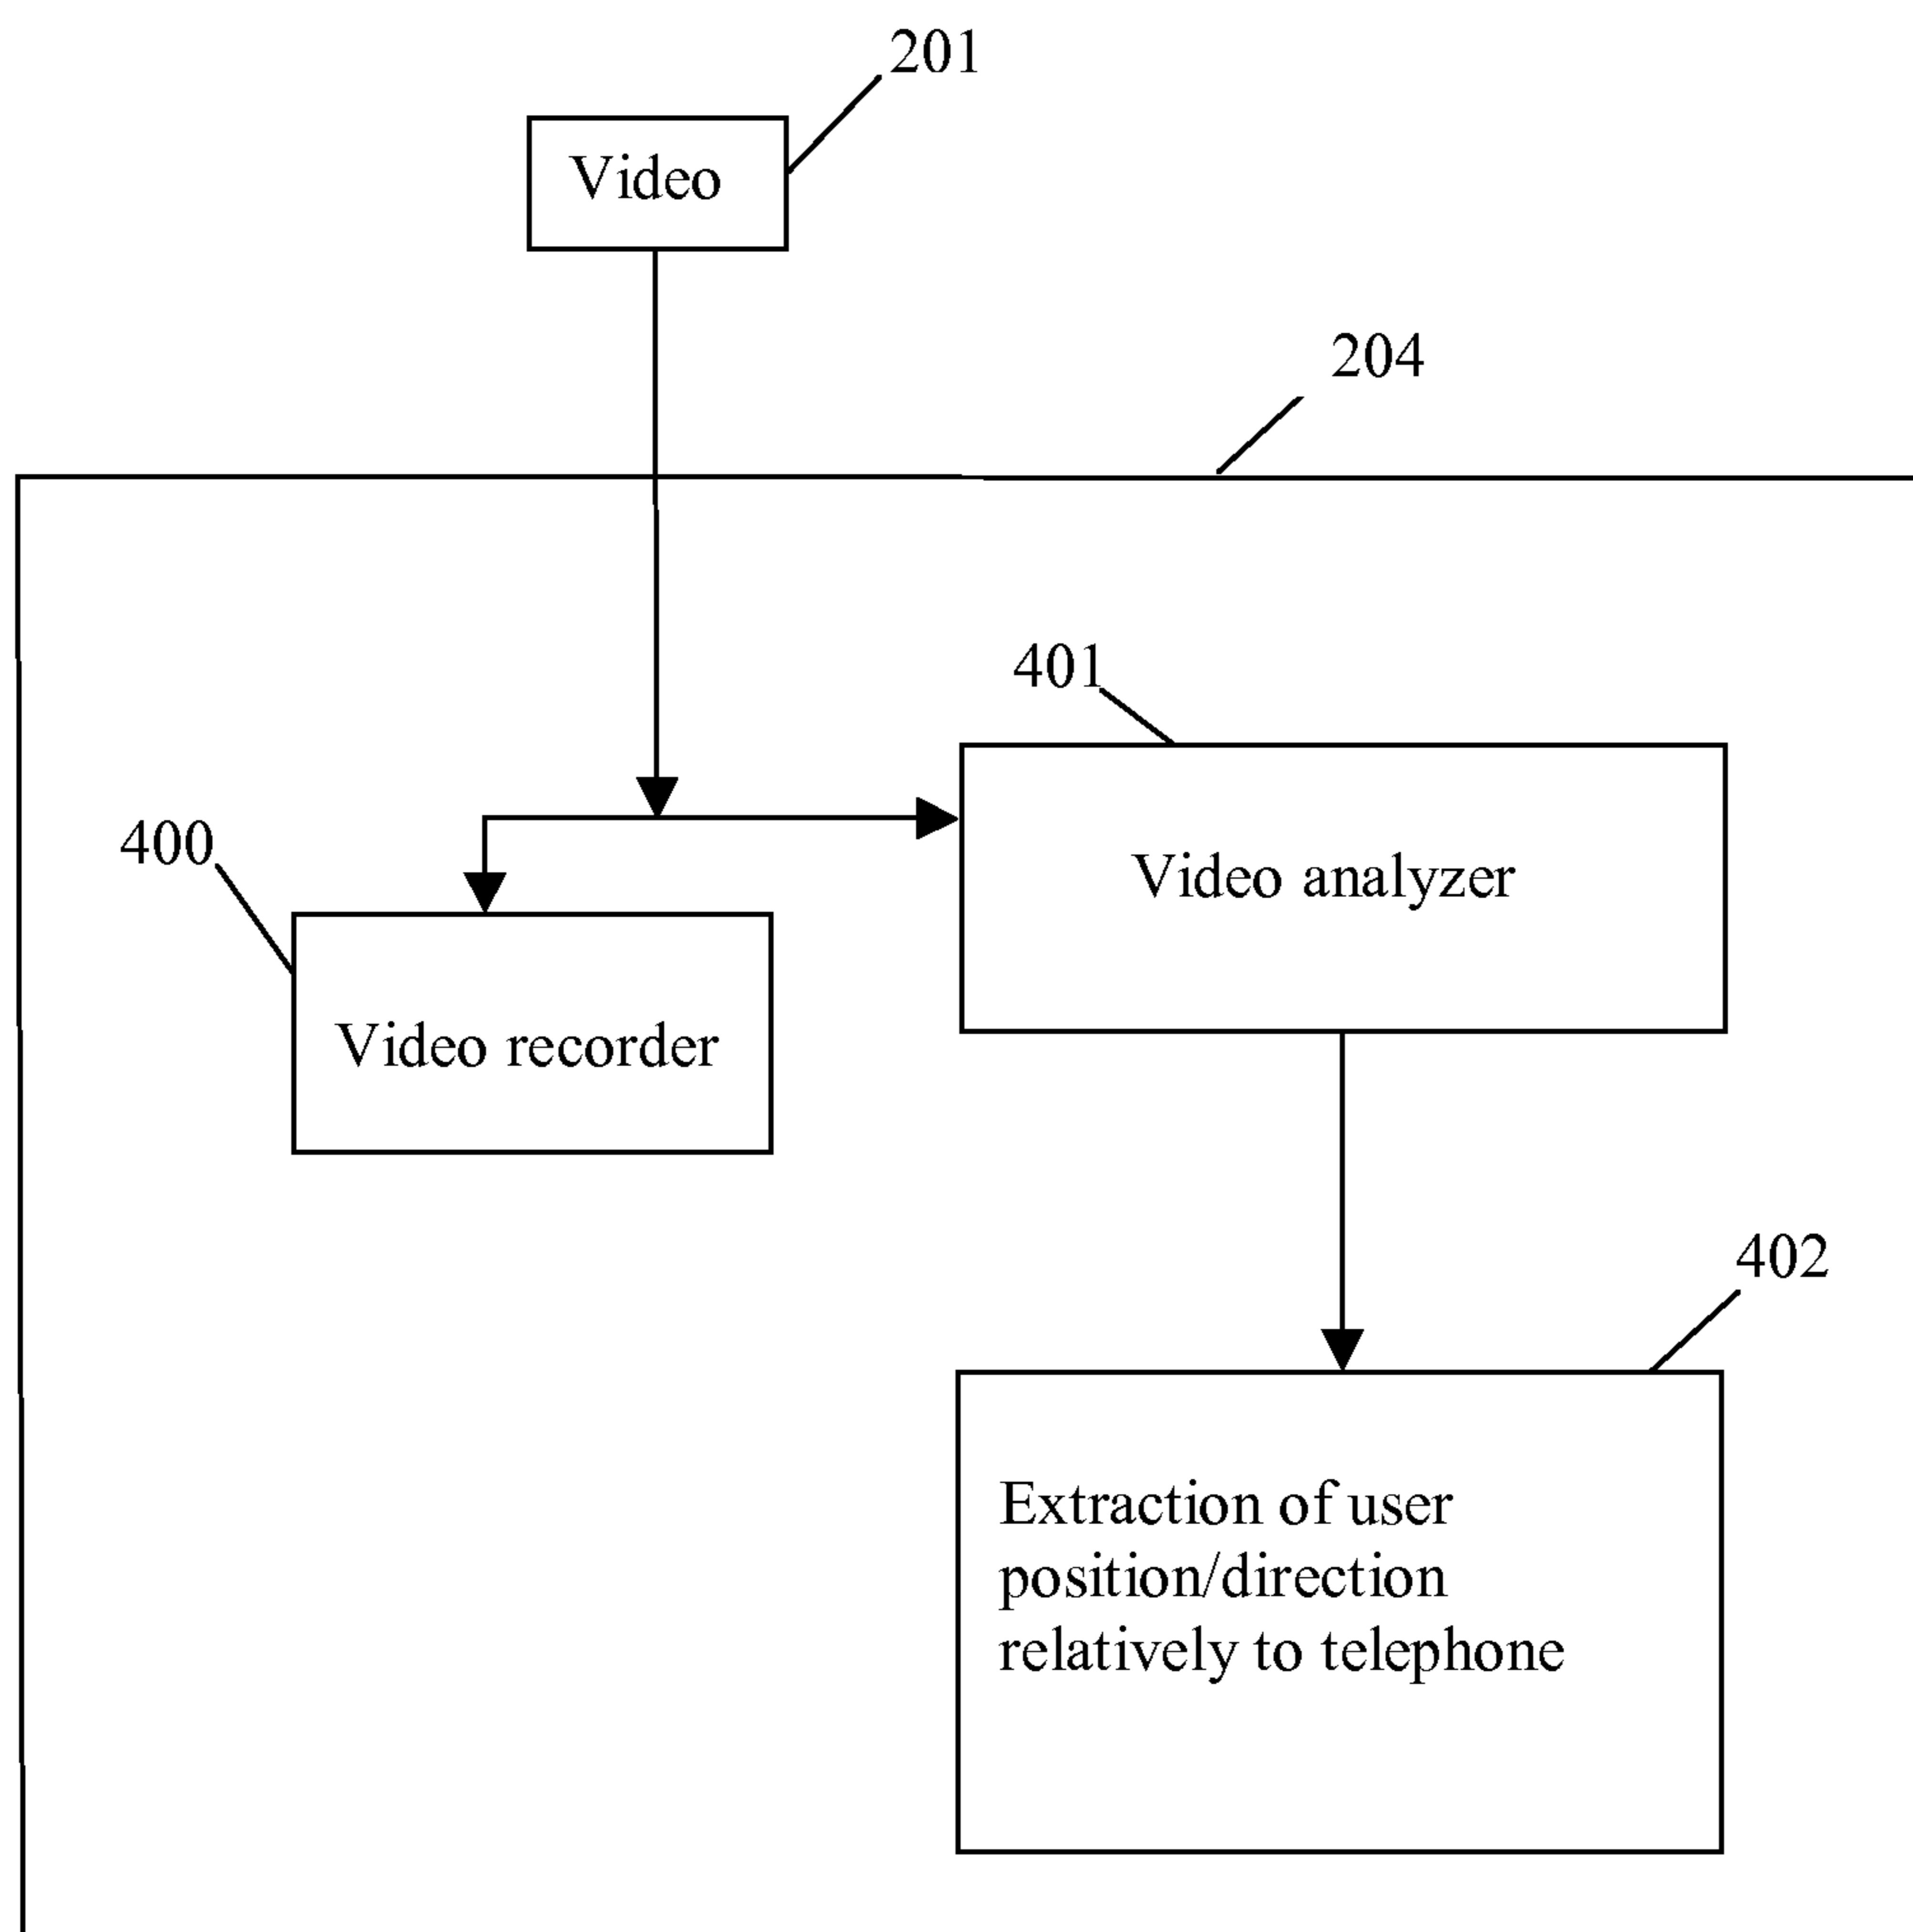 201
Video
204
401
400
Video analyzer
Video recorder
402
Extraction of user
position/direction
relatively to telephone